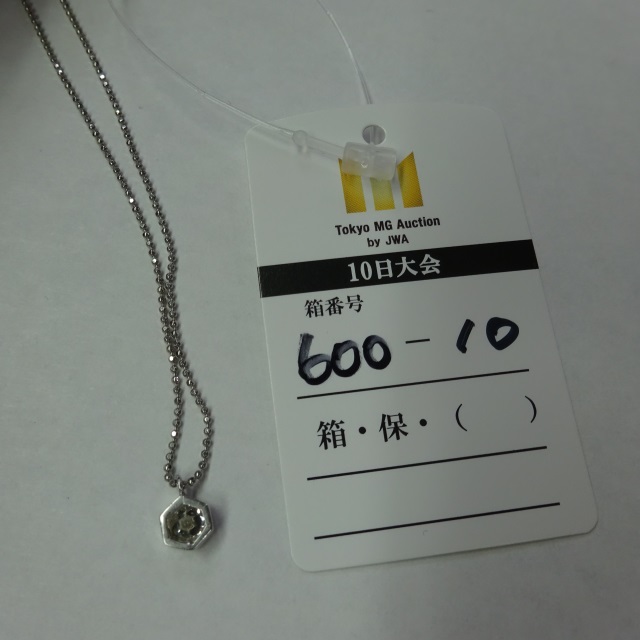 Tokyo MG Auction
by JWA
10日大会
箱番号
600-10
箱・保・（　　）